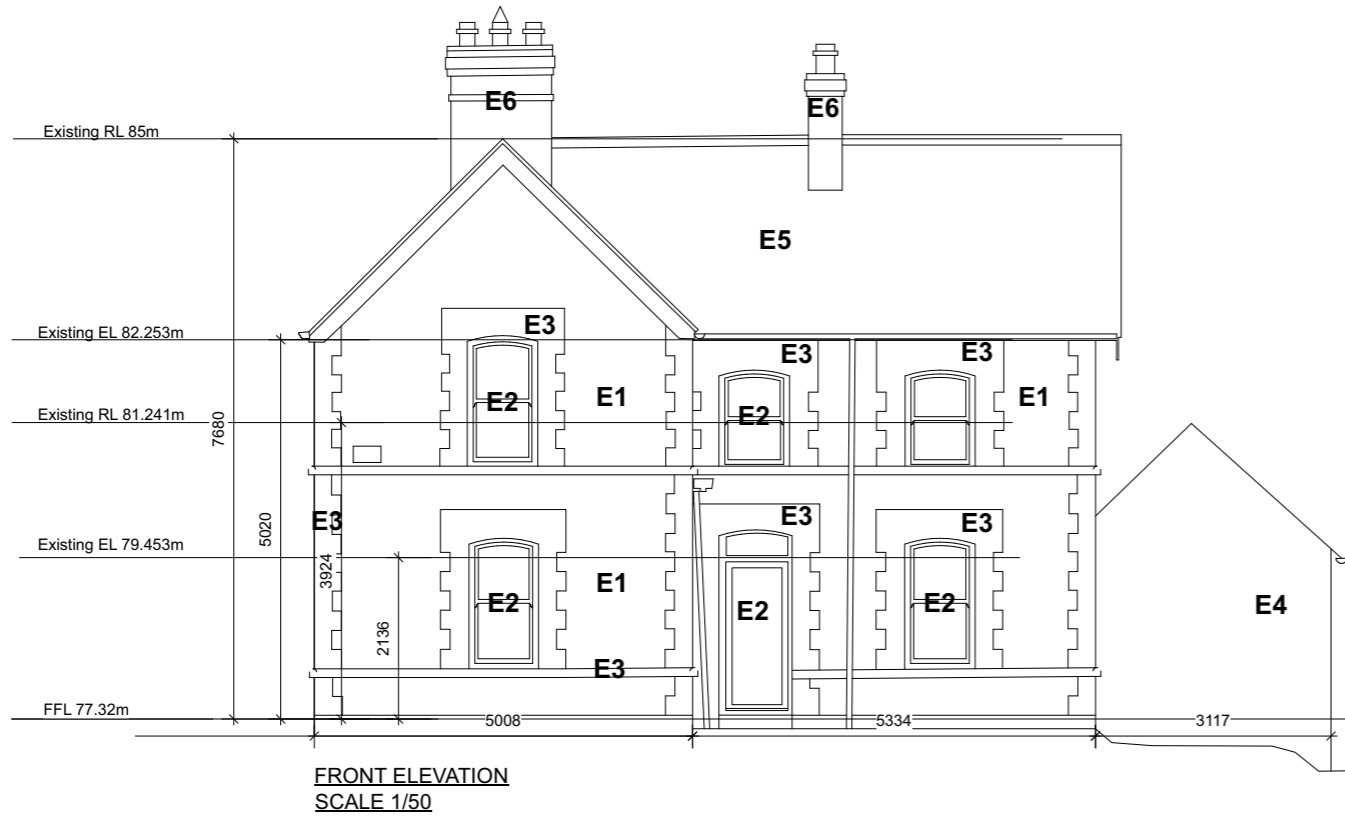 E6
E6
Existing RL 85m
E5
Existing EL 82.253m
E3
E3
E3
E2
E1
E2
E1
Existing RL 81.241m
7680
5020
E3
E3
E3
Existing EL 79.453m
3924
E1
E2
E2
E2
E4
2136
E3
FFL 77.32m
5008
5334
3117
FRONT ELEVATION
SCALE 1/50